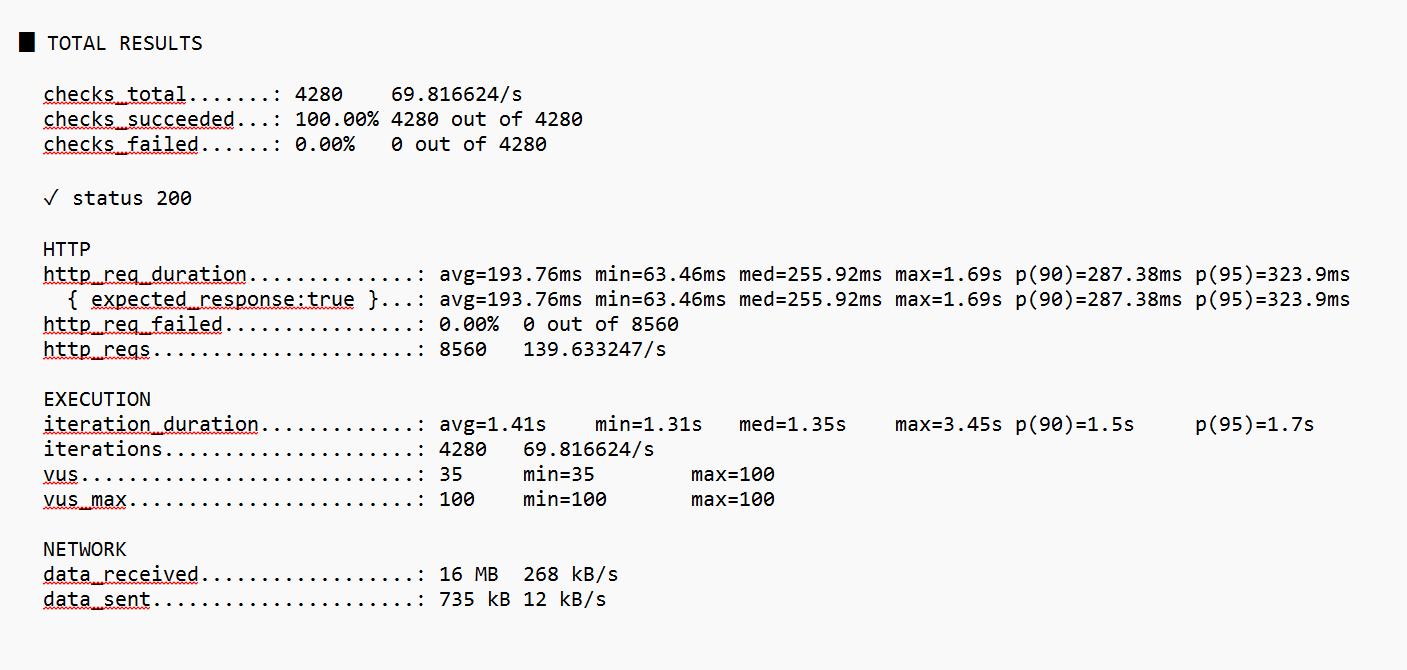 █ TOTAL RESULTS
checks_total.......: 4280    69.816624/s
checks_succeeded...: 100.00% 4280 out of 4280
checks_failed......: 0.00%   0 out of 4280
✓ status 200
HTTP
http_req_duration..............: avg=193.76ms min=63.46ms med=255.92ms max=1.69s p(90)=287.38ms p(95)=323.9ms
  { expected_response:true }...: avg=193.76ms min=63.46ms med=255.92ms max=1.69s p(90)=287.38ms p(95)=323.9ms
http_req_failed................: 0.00%  0 out of 8560
http_reqs......................: 8560   139.633247/s
EXECUTION
iteration_duration.............: avg=1.41s    min=1.31s   med=1.35s    max=3.45s p(90)=1.5s     p(95)=1.7s
iterations.....................: 4280   69.816624/s
vus............................: 35     min=35        max=100
vus_max........................: 100    min=100       max=100
NETWORK
data_received..................: 16 MB  268 kB/s
data_sent......................: 735 kB 12 kB/s